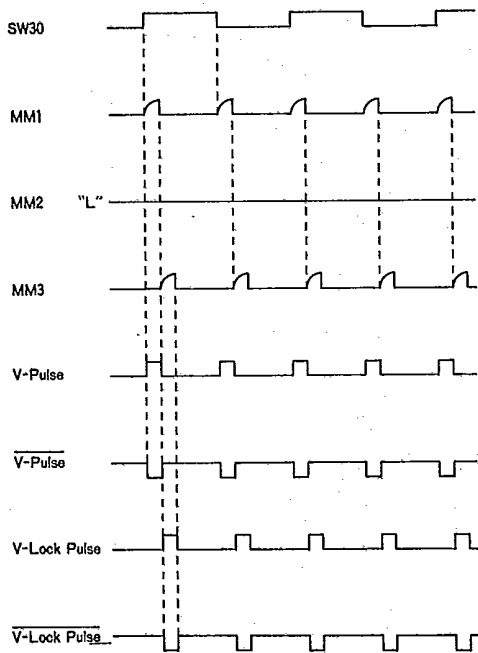 SW30
MM1
MM2 "L"
MM3
V-Pulse
V-Pulse
V-Lock Pulse
V-Lock Pulse